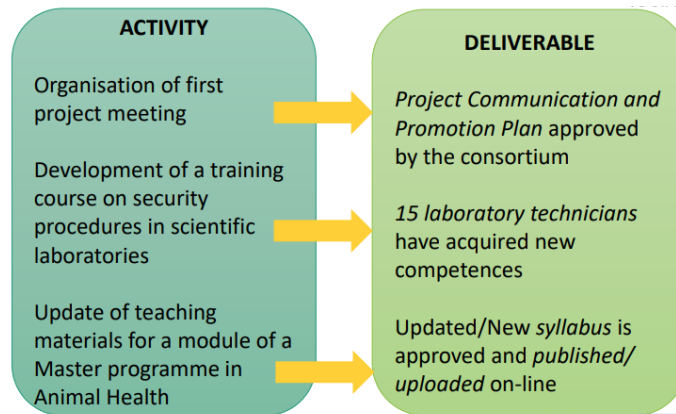 ACTIVITY
Organisation of first
project meeting
Development of a training
course on security
procedures in scientific
laboratories
Update of teaching
materials for a module of a
Master programme in
Animal Health
DELIVERABLE
Project Communication and
Promotion Plan approved
by the consortium
15 laboratory technicians
have acquired new
competences
Updated/New syllabus is
approved and published/
uploaded on-line